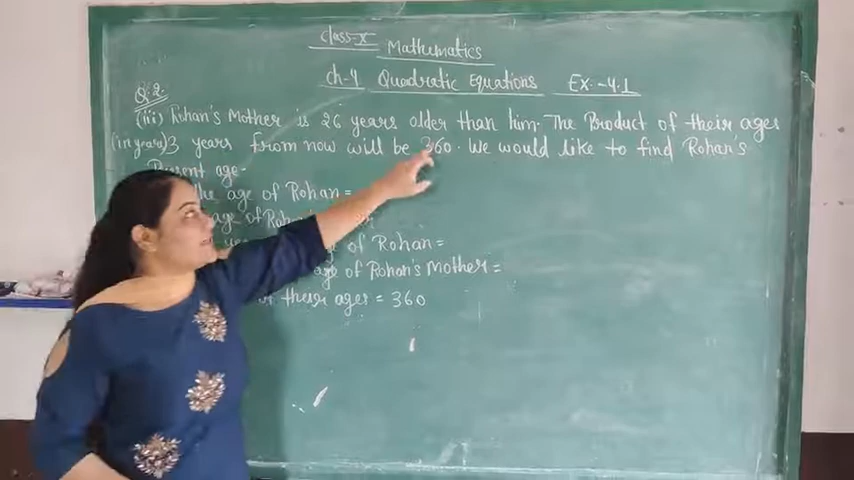 Class-X Mathematics
Ch-4 Quadratic Equations Ex.-4.1
Q.2.
(iii) Rohan's Mother is 26 years older than him. The Product of their ages
(in years) 3 years from now will be 360. We would like to find Rohan's
Present age.
the age of Rohan =
age of
age of Rohan =
age of Rohan's Mother =
of their ages = 360